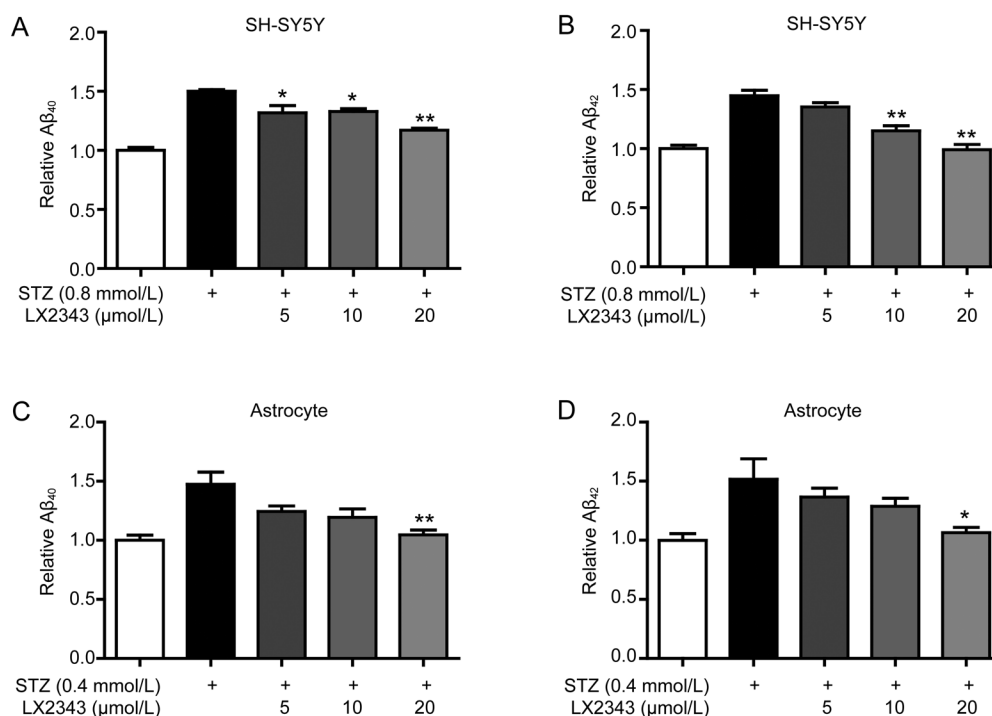 A
SH-SY5Y
Relative Aβ40
2.0
1.5
1.0
0.5
0.0
* * **
STZ (0.8 mmol/L) + + + +
LX2343 (μmol/L) 5 10 20
B
SH-SY5Y
Relative Aβ42
2.0
1.5
1.0
0.5
0.0
** **
STZ (0.8 mmol/L) + + + +
LX2343 (μmol/L) 5 10 20
C
Astrocyte
Relative Aβ40
2.0
1.5
1.0
0.5
0.0
**
STZ (0.4 mmol/L) + + + +
LX2343 (μmol/L) 5 10 20
D
Astrocyte
Relative Aβ42
2.0
1.5
1.0
0.5
0.0
*
STZ (0.4 mmol/L) + + + +
LX2343 (μmol/L) 5 10 20